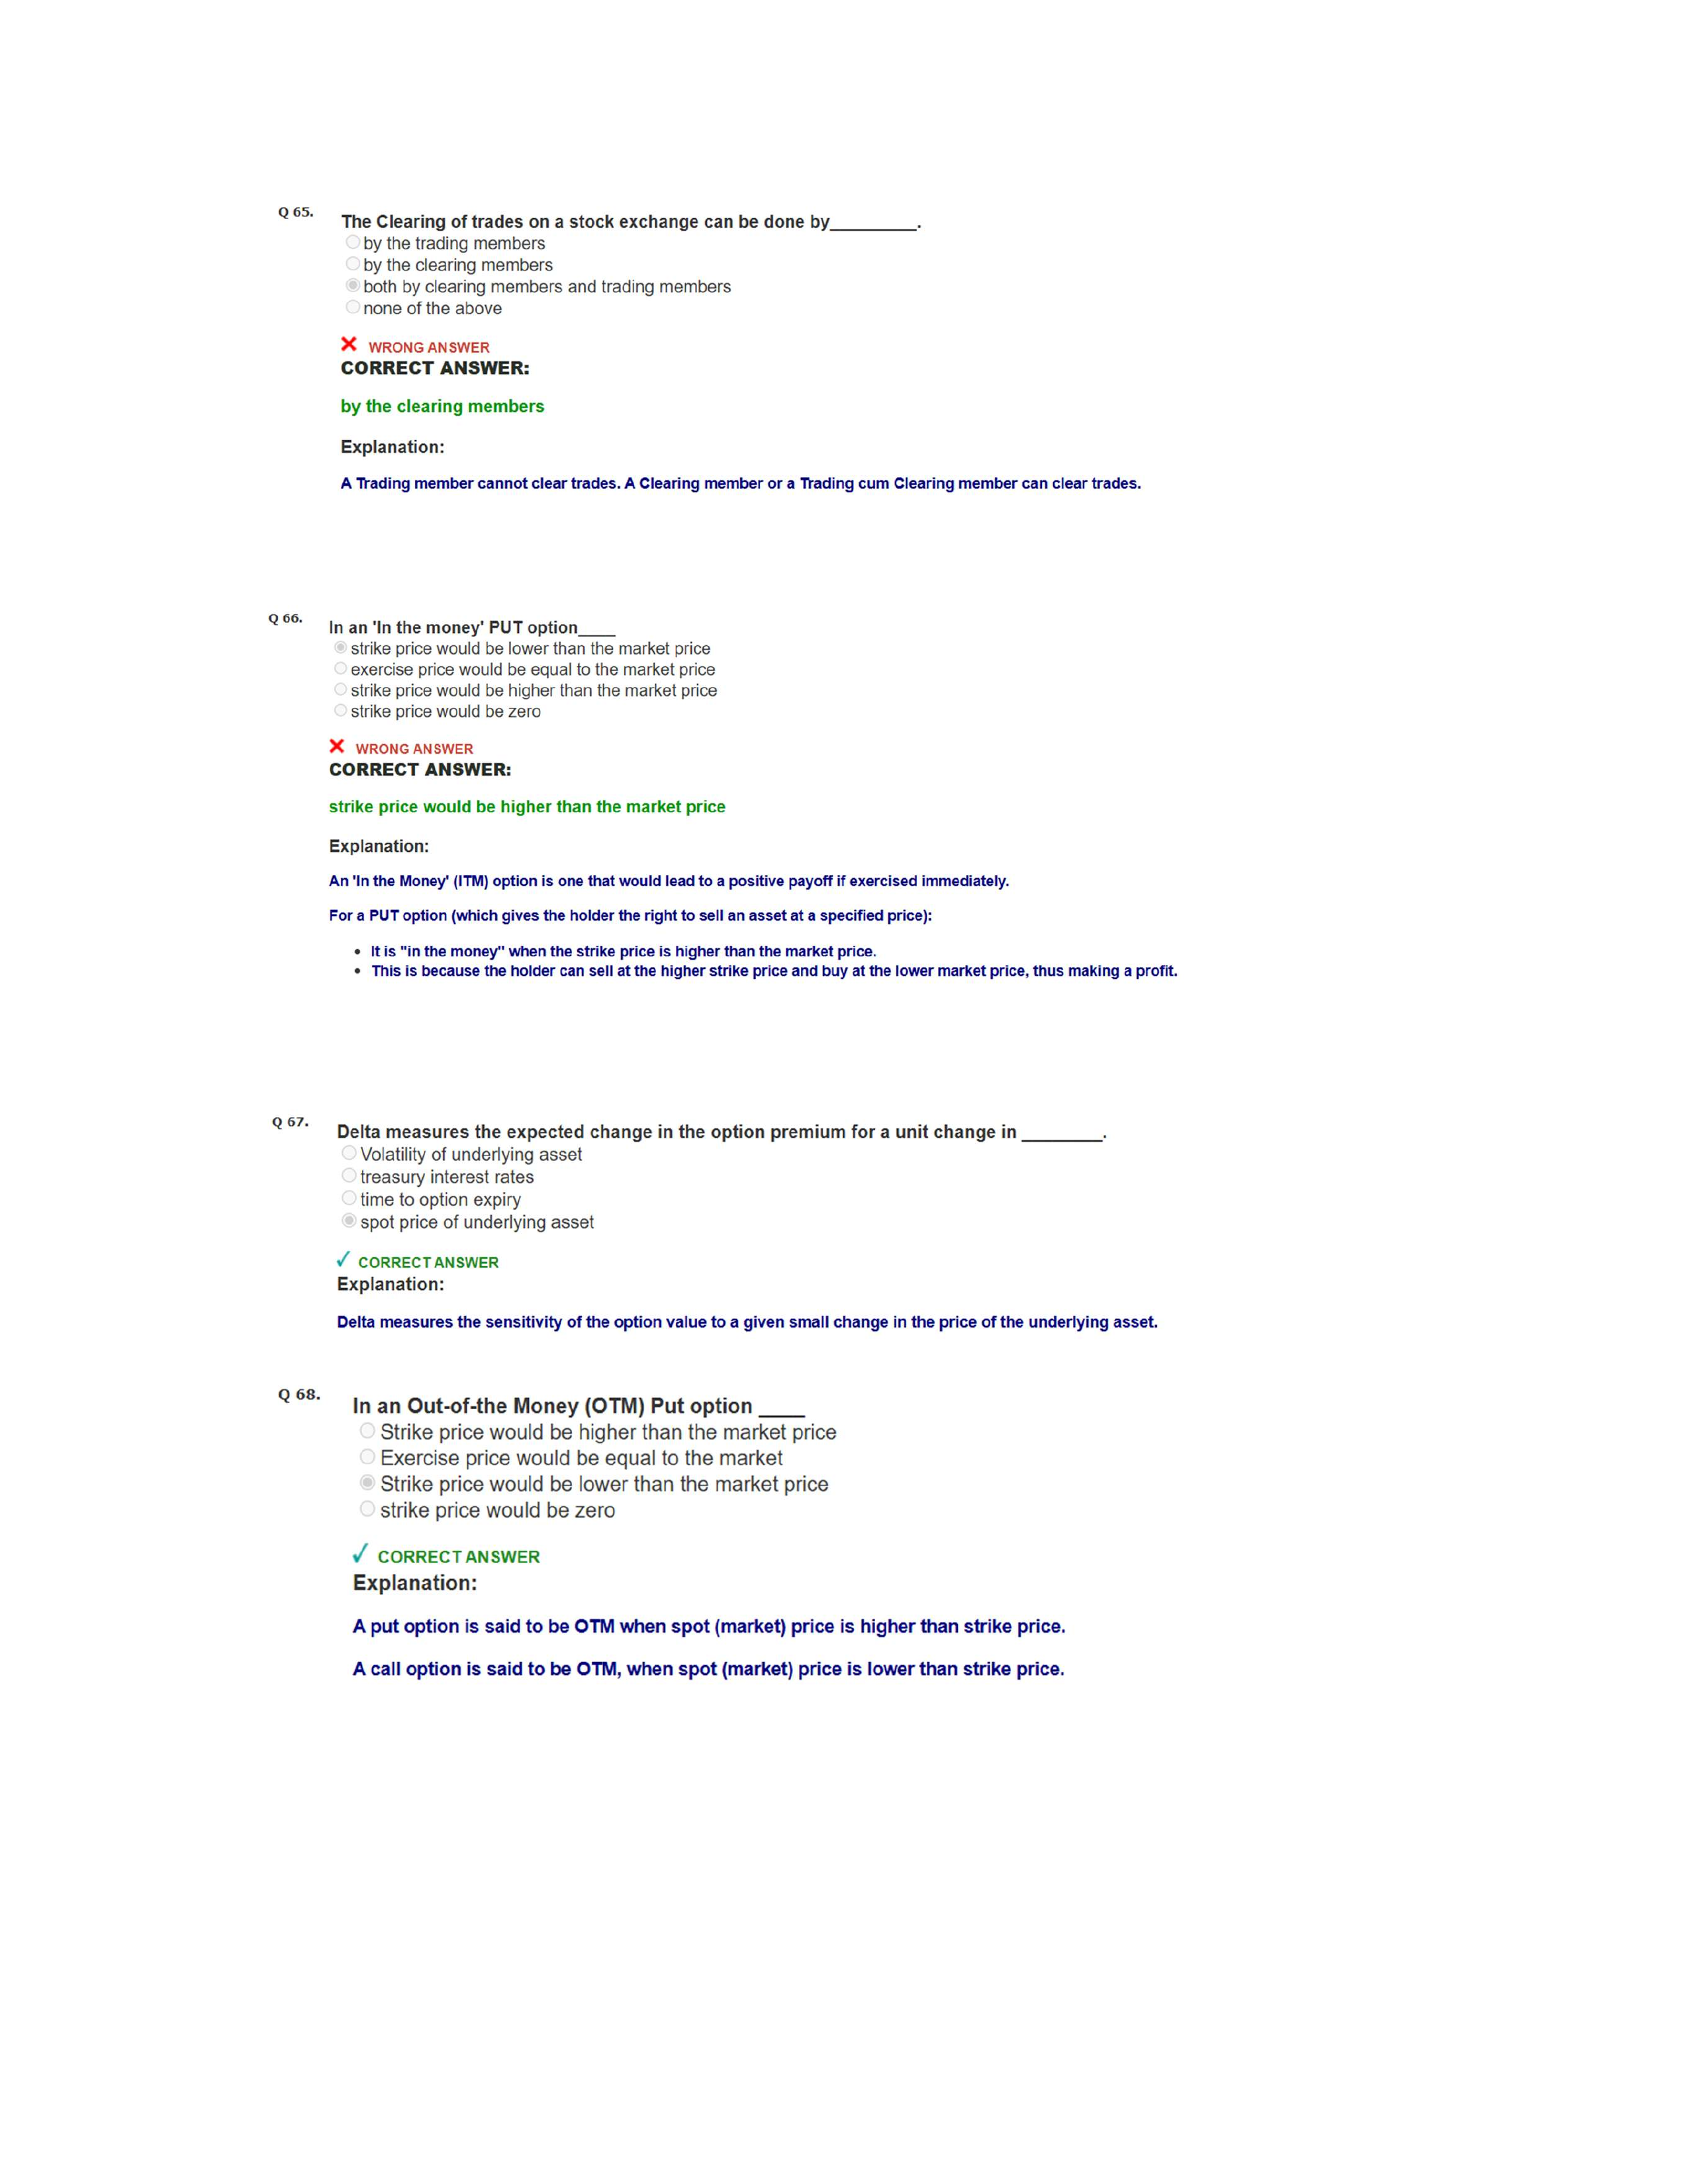 Q 65.
The Clearing of trades on a stock exchange can be done by_________.
by the trading members
by the clearing members
both by clearing members and trading members
none of the above
WRONG ANSWER
CORRECT ANSWER:
by the clearing members
Explanation:
A Trading member cannot clear trades. A Clearing member or a Trading cum Clearing member can clear trades.
Q 66.
In an 'In the money' PUT option____
strike price would be lower than the market price
exercise price would be equal to the market price
strike price would be higher than the market price
strike price would be zero
WRONG ANSWER
CORRECT ANSWER:
strike price would be higher than the market price
Explanation:
An 'In the Money' (ITM) option is one that would lead to a positive payoff if exercised immediately.
For a PUT option (which gives the holder the right to sell an asset at a specified price):
• It is "in the money" when the strike price is higher than the market price.
• This is because the holder can sell at the higher strike price and buy at the lower market price, thus making a profit.
Q 67.
Delta measures the expected change in the option premium for a unit change in ________.
Volatility of underlying asset
treasury interest rates
time to option expiry
spot price of underlying asset
✓ CORRECT ANSWER
Explanation:
Delta measures the sensitivity of the option value to a given small change in the price of the underlying asset.
Q 68.
In an Out-of-the Money (OTM) Put option ____
Strike price would be higher than the market price
Exercise price would be equal to the market
Strike price would be lower than the market price
strike price would be zero
✓ CORRECT ANSWER
Explanation:
A put option is said to be OTM when spot (market) price is higher than strike price.
A call option is said to be OTM, when spot (market) price is lower than strike price.